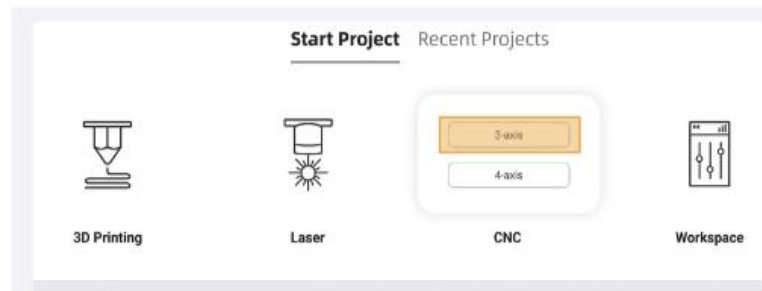 Start Project Recent Projects
3-axis
4-axis
3D Printing Laser CNC Workspace